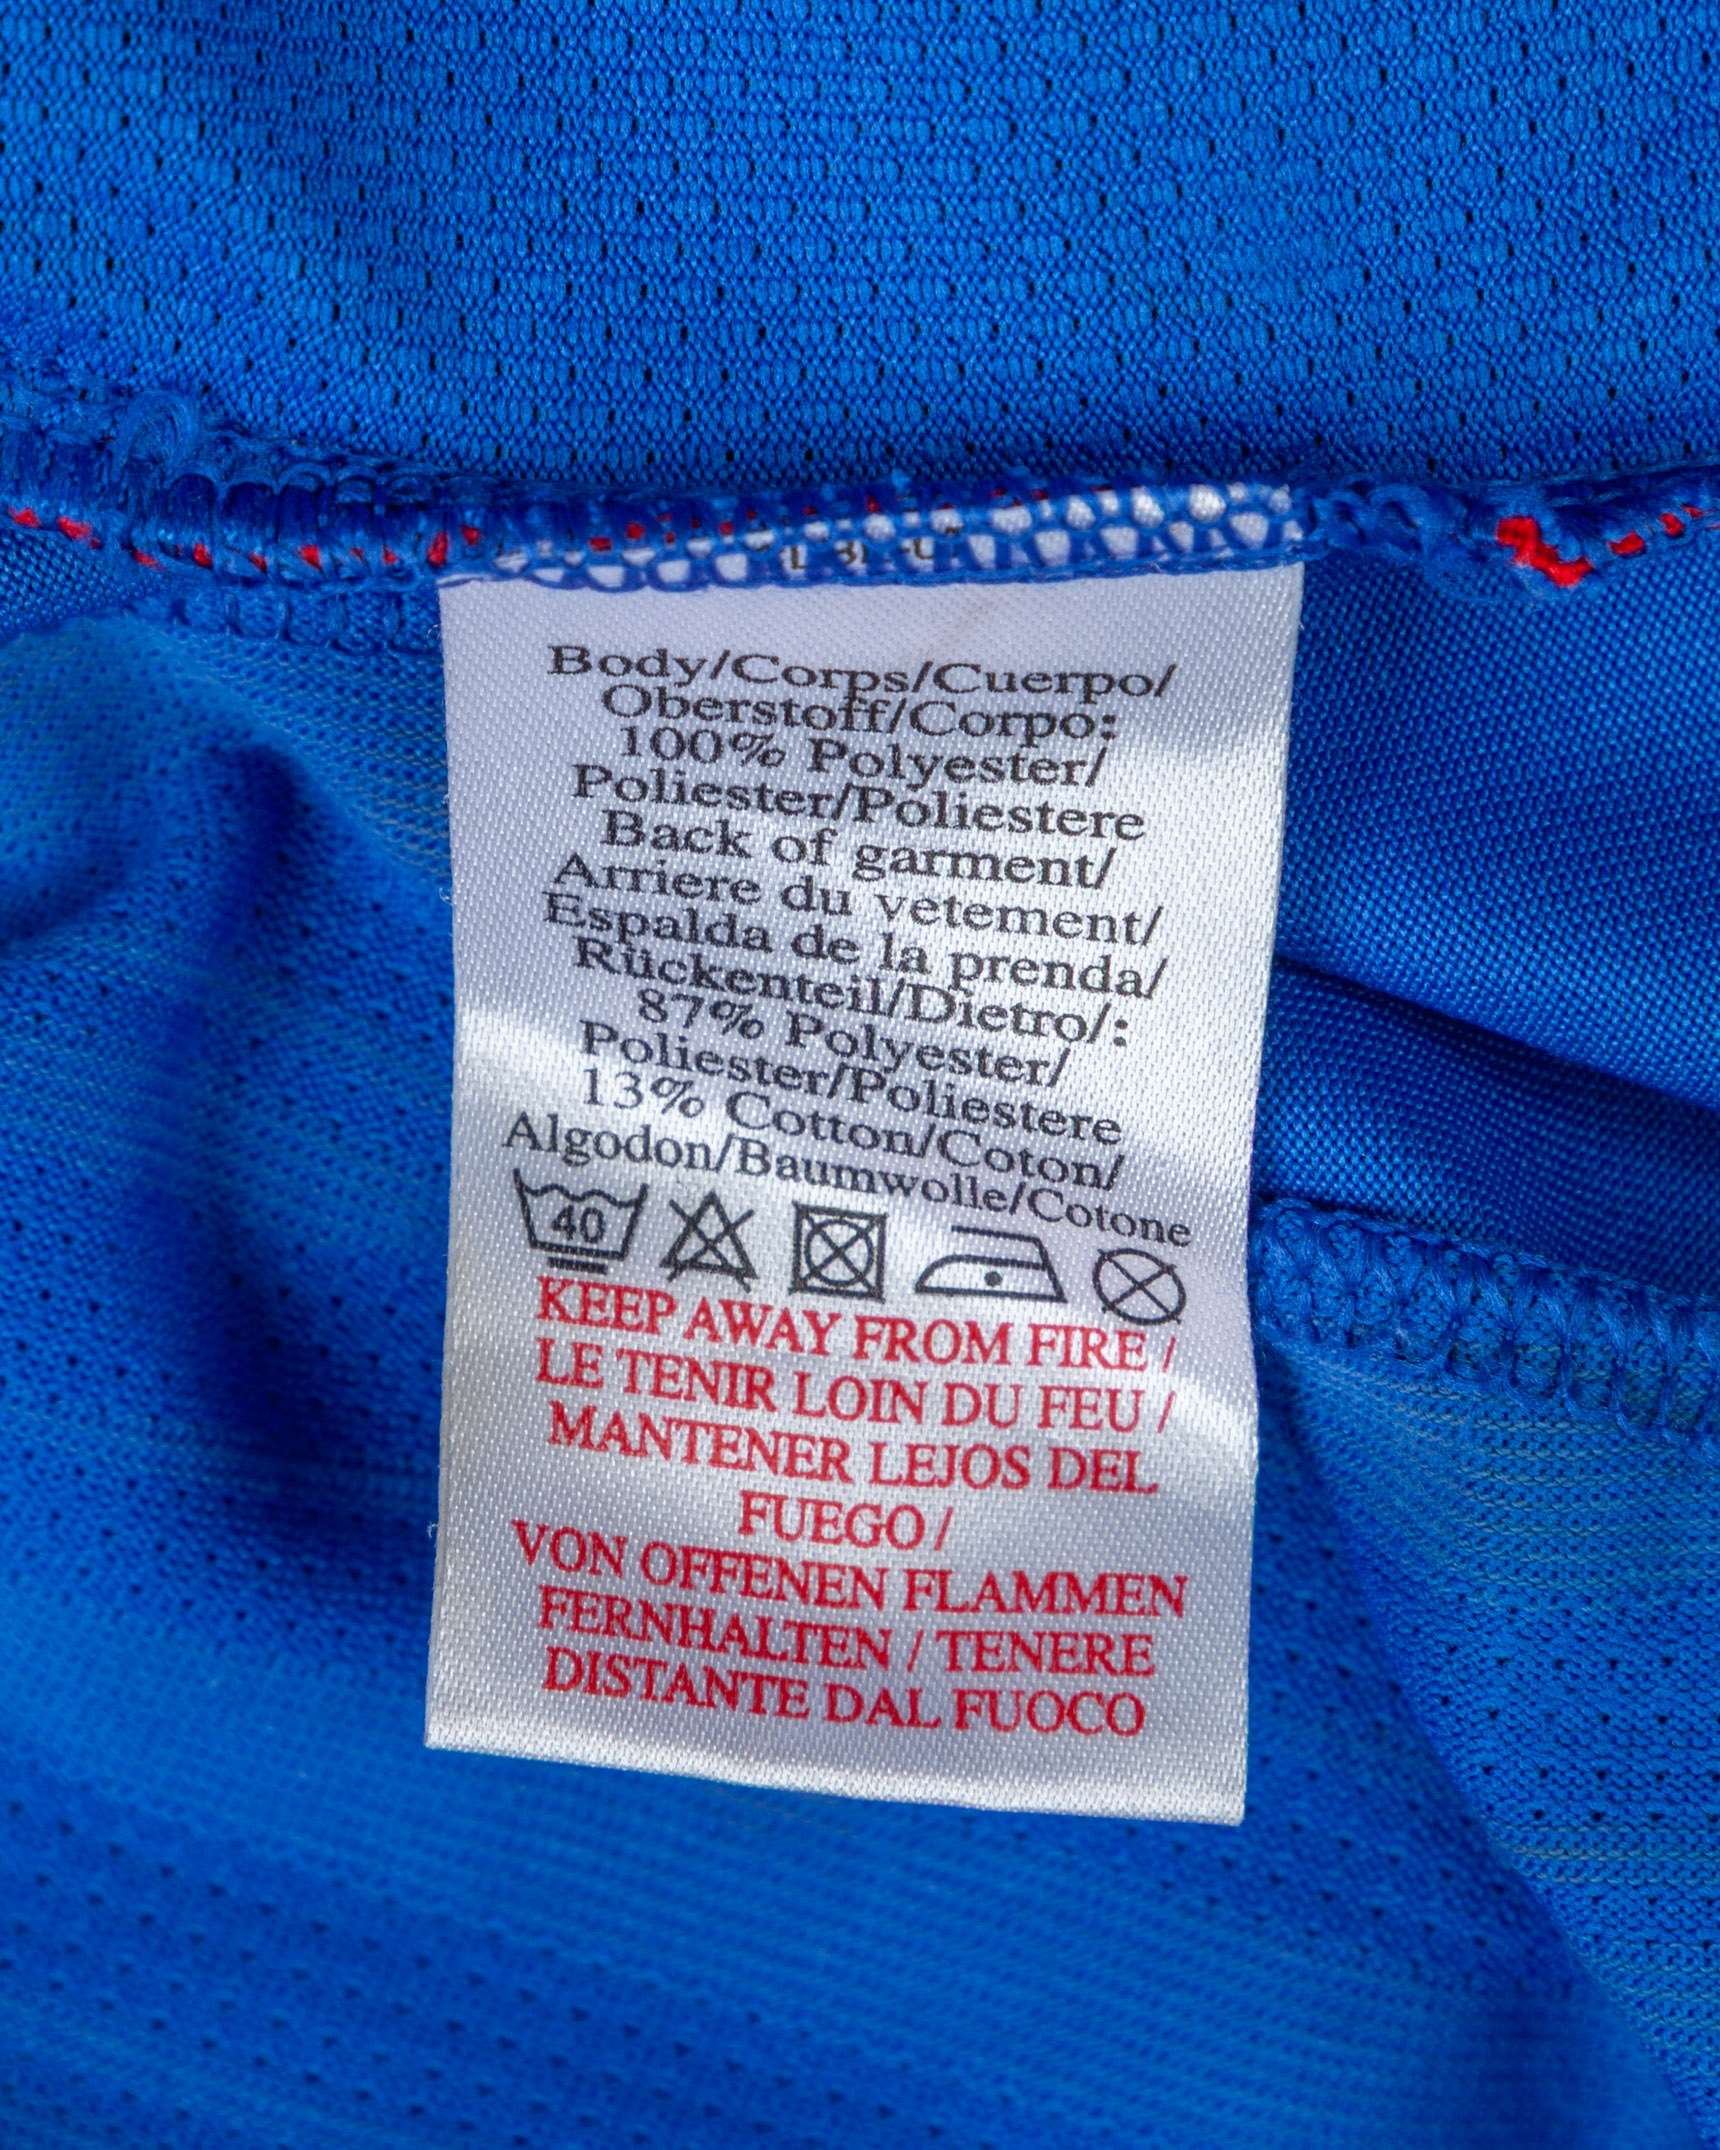 Body/Corps/Cuerpo/
Oberstoff/Corpo:
100% Polyester/
Poliester/Poliestere
Back of garment/
Arriere du vetement/
Espalda de la prenda/
Rückenteil/Dietro/:
87% Polyester/
Poliester/Poliestere
13% Cotton/Coton/
Algodon/Baumwolle/Cotone
40
KEEP AWAY FROM FIRE /
LE TENIR LOIN DU FEU /
MANTENER LEJOS DEL
FUEGO /
VON OFFENEN FLAMMEN
FERNHALTEN / TENERE
DISTANTE DAL FUOCO